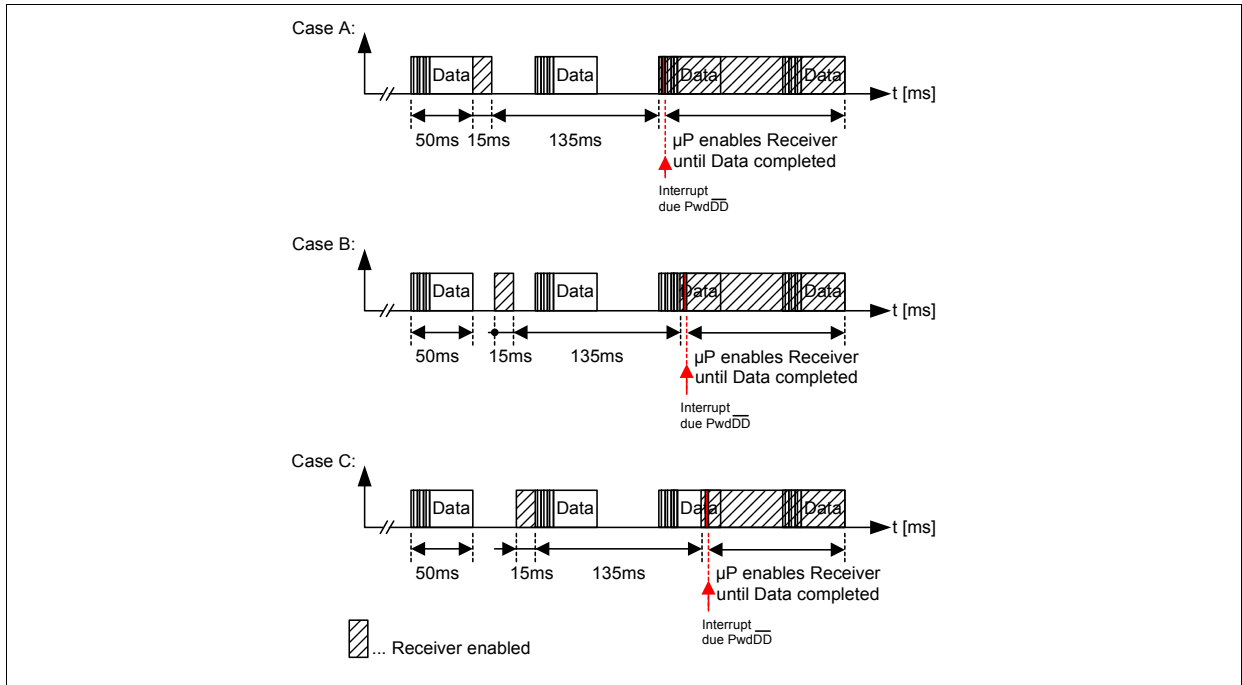 Case A:
Data
Data
Data
Data
t [ms]
50ms
15ms
135ms
µP enables Receiver
until Data completed
Interrupt
due PwdDD
Case B:
Data
Data
Data
Data
t [ms]
50ms
15ms
135ms
µP enables Receiver
until Data completed
Interrupt
due PwdDD
Case C:
Data
Data
Data
Data
t [ms]
50ms
15ms
135ms
µP enables Receiver
until Data completed
Interrupt
due PwdDD
... Receiver enabled